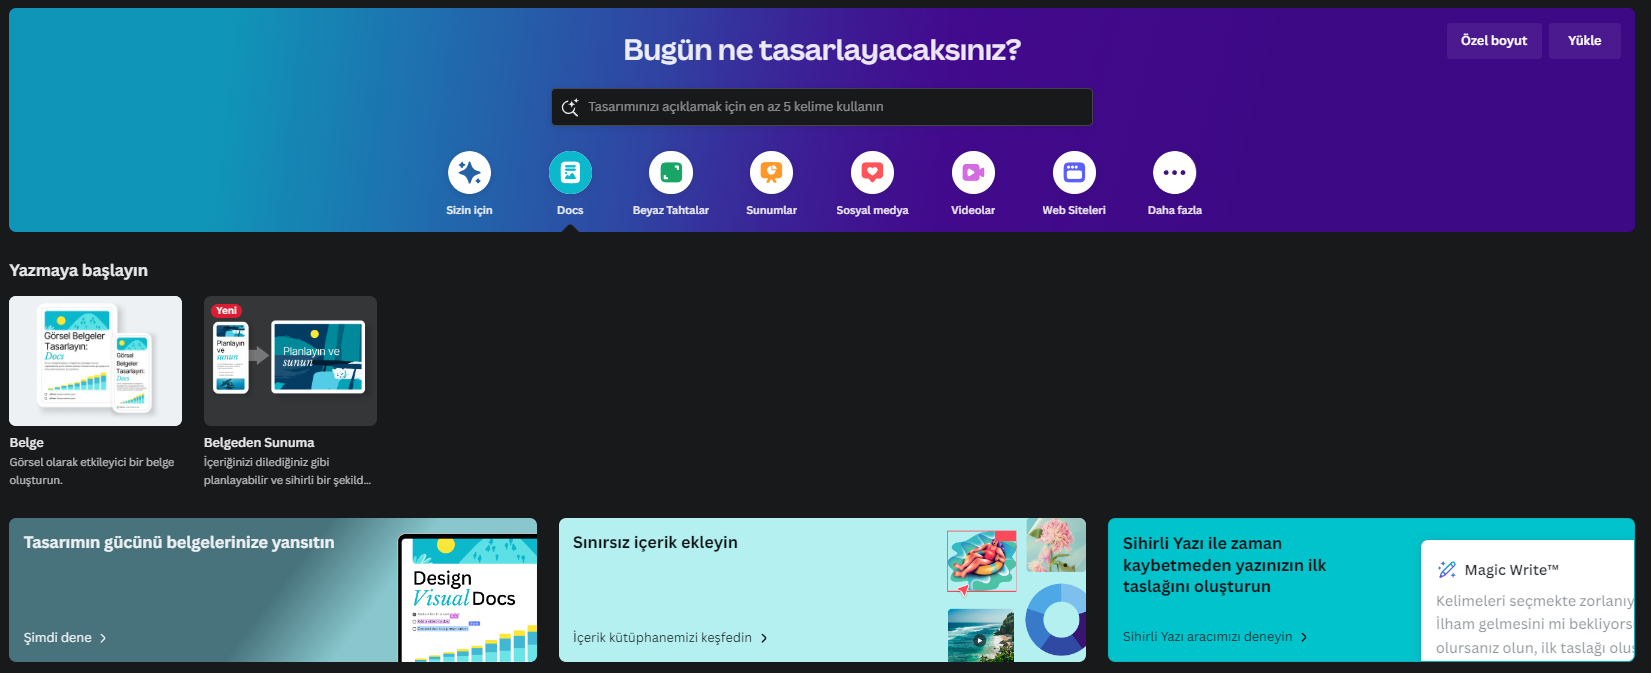 Bugün ne tasarlayacaksınız?
Özel boyut
Yükle
Tasarımınızı açıklamak için en az 5 kelime kullanın
Sizin için
Docs
Beyaz Tahtalar
Sunumlar
Sosyal medya
Videolar
Web Siteleri
Daha fazla
Yazmaya başlayın
Görsel Belgeler
Tasarlayın:
Docs
Görsel
Belgeler
Tasarlayın:
Docs
Belge
Görsel olarak etkileyici bir belge
oluşturun.
Yeni
Planlayın
ve
sunun
Planlayın ve
sunun
Belgeden Sunuma
İçeriğinizi dilediğiniz gibi
planlayabilir ve sihirli bir şekild...
Tasarımın gücünü belgelerinize yansıtın
Design
Visual Docs
Şimdi dene
Sınırsız içerik ekleyin
İçerik kütüphanemizi keşfedin
Sihirli Yazı ile zaman
kaybetmeden yazınızın ilk
taslağını oluşturun
Sihirli Yazı aracımızı deneyin
Magic Write™
Kelimeleri seçmekte zorlanıy
İlham gelmesini mi bekliyors
olursanız olun, ilk taslağı olu